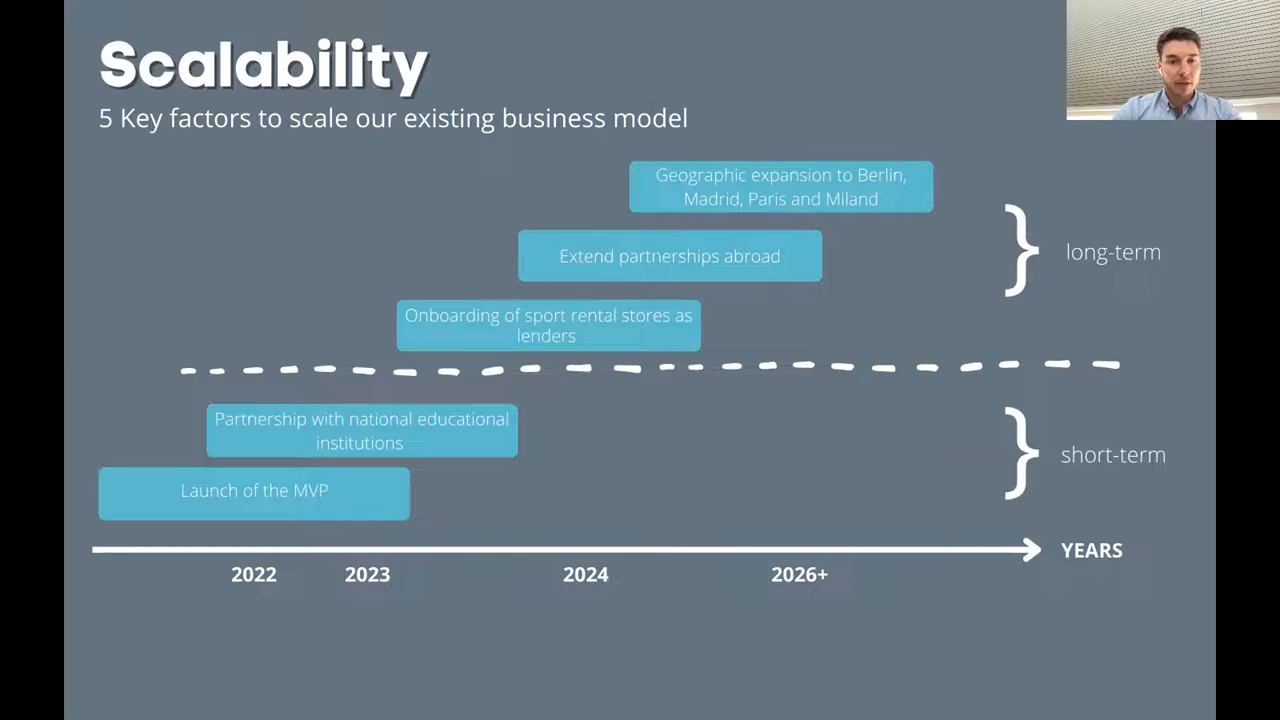 Scalability
5 Key factors to scale our existing business model
Geographic expansion to Berlin,
Madrid, Paris and Miland
Extend partnerships abroad
long-term
Onboarding of sport rental stores as
lenders
Partnership with national educational
institutions
short-term
Launch of the MVP
YEARS
2022 2023 2024 2026+